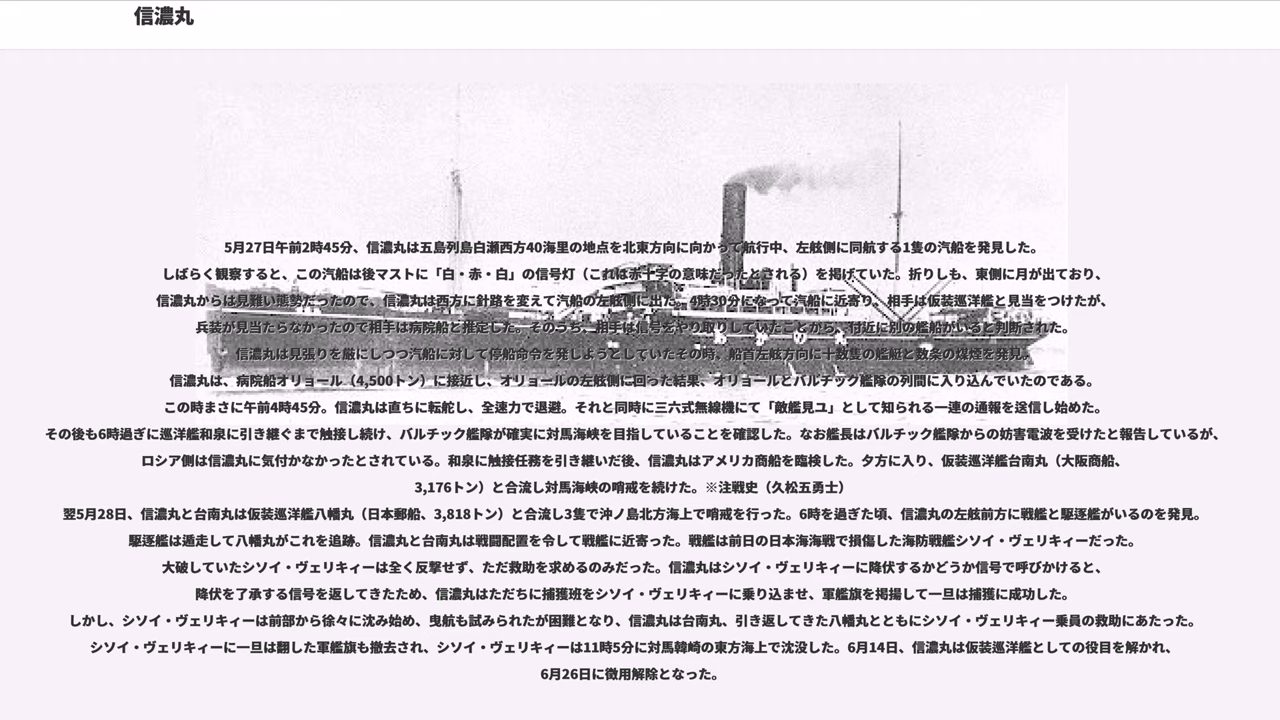 信濃丸
5月27日午前2時45分、信濃丸は五島列島白瀬西方40海里の地点を北東方向に向かって航行中、左舷側に同航する1隻の汽船を発見した。
しばらく観察すると、この汽船は後マストに「白・赤・白」の信号灯（これは赤十字の意味だったとされる）を掲げていた。折りしも、東側に月が出ており、
信濃丸からは見難い態勢だったので、信濃丸は西方に針路を変えて汽船の左舷側に出た。4時30分になって汽船に近寄り、相手は仮装巡洋艦と見当をつけたが、
兵装が見当たらなかったので相手は病院船と推定した。そのうち、相手は信号をやり取りしていたことから、付近に別の艦船がいると判断された。
信濃丸は見張りを厳にしつつ汽船に対して停船命令を発しようとしていたその時、船首左舷方向に十数隻の艦艇と数条の煤煙を発見。
信濃丸は、病院船オリョール（4,500トン）に接近し、オリョールの左舷側に回った結果、オリョールとバルチック艦隊の列間に入り込んでいたのである。
この時まさに午前4時45分。信濃丸は直ちに転舵し、全速力で退避。それと同時に三六式無線機にて「敵艦見ユ」として知られる一連の通報を送信し始めた。
その後も6時過ぎに巡洋艦和泉に引き継ぐまで触接し続け、バルチック艦隊が確実に対馬海峡を目指していることを確認した。なお艦長はバルチック艦隊からの妨害電波を受けたと報告しているが、
ロシア側は信濃丸に気付かなかったとされている。和泉に触接任務を引き継いだ後、信濃丸はアメリカ商船を臨検した。夕方に入り、仮装巡洋艦台南丸（大阪商船、
3,176トン）と合流し対馬海峡の哨戒を続けた。※注戦史（久松五勇士）
翌5月28日、信濃丸と台南丸は仮装巡洋艦八幡丸（日本郵船、3,818トン）と合流し3隻で沖ノ島北方海上で哨戒を行った。6時を過ぎた頃、信濃丸の左舷前方に戦艦と駆逐艦がいるのを発見。
駆逐艦は遁走して八幡丸がこれを追跡。信濃丸と台南丸は戦闘配置を令して戦艦に近寄った。戦艦は前日の日本海海戦で損傷した海防戦艦シソイ・ヴェリキィーだった。
大破していたシソイ・ヴェリキィーは全く反撃せず、ただ救助を求めるのみだった。信濃丸はシソイ・ヴェリキィーに降伏するかどうか信号で呼びかけると、
降伏を了承する信号を返してきたため、信濃丸はただちに捕獲班をシソイ・ヴェリキィーに乗り込ませ、軍艦旗を掲揚して一旦は捕獲に成功した。
しかし、シソイ・ヴェリキィーは前部から徐々に沈み始め、曳航も試みられたが困難となり、信濃丸は台南丸、引き返してきた八幡丸とともにシソイ・ヴェリキィー乗員の救助にあたった。
シソイ・ヴェリキィーに一旦は翻した軍艦旗も撤去され、シソイ・ヴェリキィーは11時5分に対馬韓崎の東方海上で沈没した。6月14日、信濃丸は仮装巡洋艦としての役目を解かれ、
6月26日に徴用解除となった。